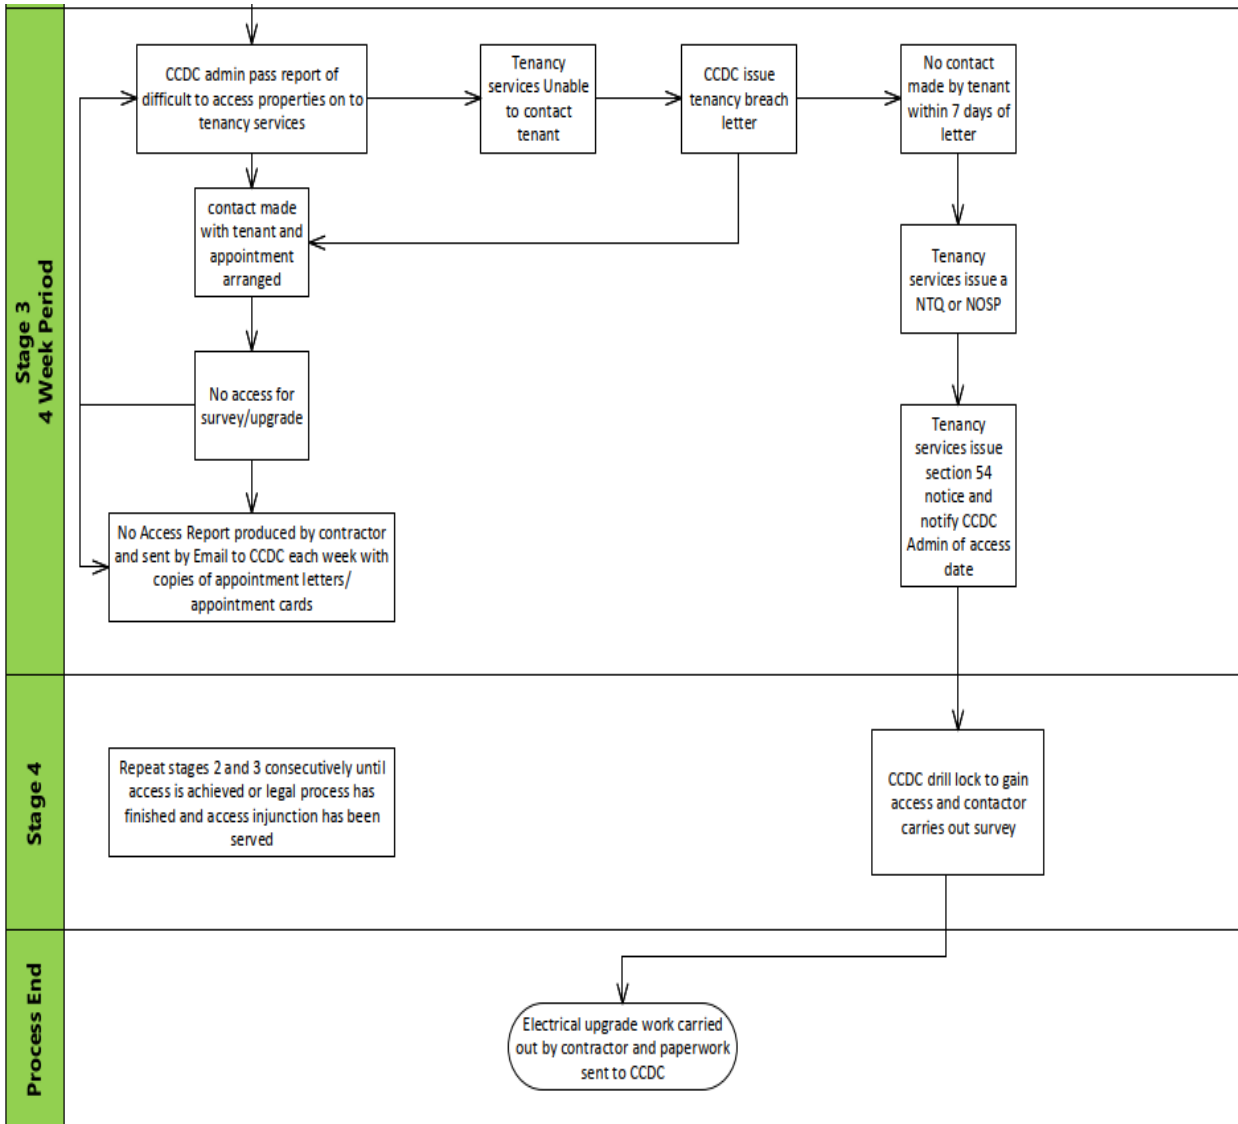 Stage 3
4 Week Period
CCDC admin pass report of
difficult to access properties on to
tenancy services
Tenancy
services Unable
to contact
tenant
CCDC issue
tenancy breach
letter
No contact
made by tenant
within 7 days of
letter
contact made
with tenant and
appointment
arranged
Tenancy
services issue a
NTQ or NOSP
No access for
survey/upgrade
Tenancy
services issue
section 54
notice and
notify CCDC
Admin of access
date
No Access Report produced by contractor
and sent by Email to CCDC each week with
copies of appointment letters/
appointment cards
Stage 4
Repeat stages 2 and 3 consecutively until
access is achieved or legal process has
finished and access injunction has been
served
CCDC drill lock to gain
access and contactor
carries out survey
Process End
Electrical upgrade work carried
out by contractor and paperwork
sent to CCDC